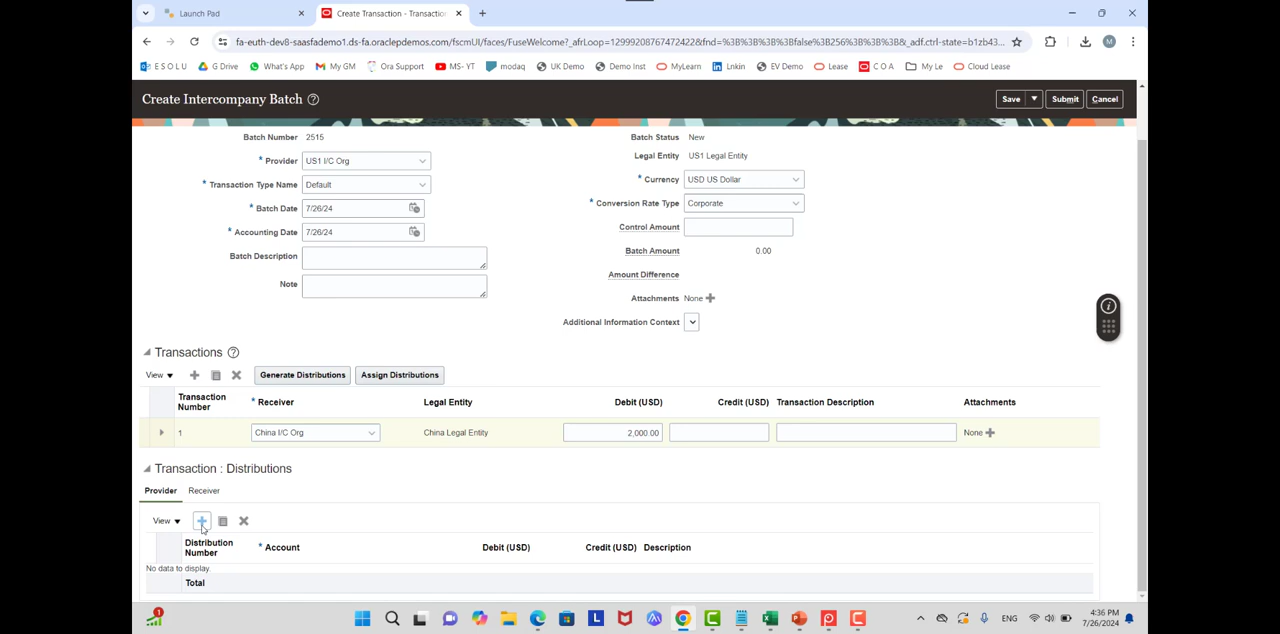 Launch Pad
Create Transaction - Transactio
fa-euth-dev8-saasfademo1.ds-fa.oraclepdemos.com/fscmUI/faces/FuseWelcome?_afrLoop=12999208767472422&fnd=%3B%3B%3B%3Bfalse%3B256%3B%3B%3B&_adf.ctrl-state=b1zb43...
E S O L U
G Drive
What's App
My GM
Ora Support
MS- YT
modaq
UK Demo
Demo Inst
MyLearn
Lnkin
EV Demo
Lease
C O A
My Le
Cloud Lease
M
Create Intercompany Batch ?
Save
Submit
Cancel
Batch Number 2515
Batch Status New
* Provider US1 I/C Org
Legal Entity US1 Legal Entity
* Transaction Type Name Default
* Currency USD US Dollar
* Batch Date 7/26/24
* Conversion Rate Type Corporate
* Accounting Date 7/26/24
Control Amount
Batch Description
Batch Amount 0.00
Note
Amount Difference
Attachments None
Additional Information Context
Transactions ?
View
Generate Distributions
Assign Distributions
Transaction Number
* Receiver
Legal Entity
Debit (USD)
Credit (USD)
Transaction Description
Attachments
1 China I/C Org China Legal Entity 2,000.00 None
Transaction : Distributions
Provider Receiver
View
Distribution Number
* Account
Debit (USD)
Credit (USD)
Description
No data to display.
Total
1
L
ENG
4:36 PM
7/26/2024